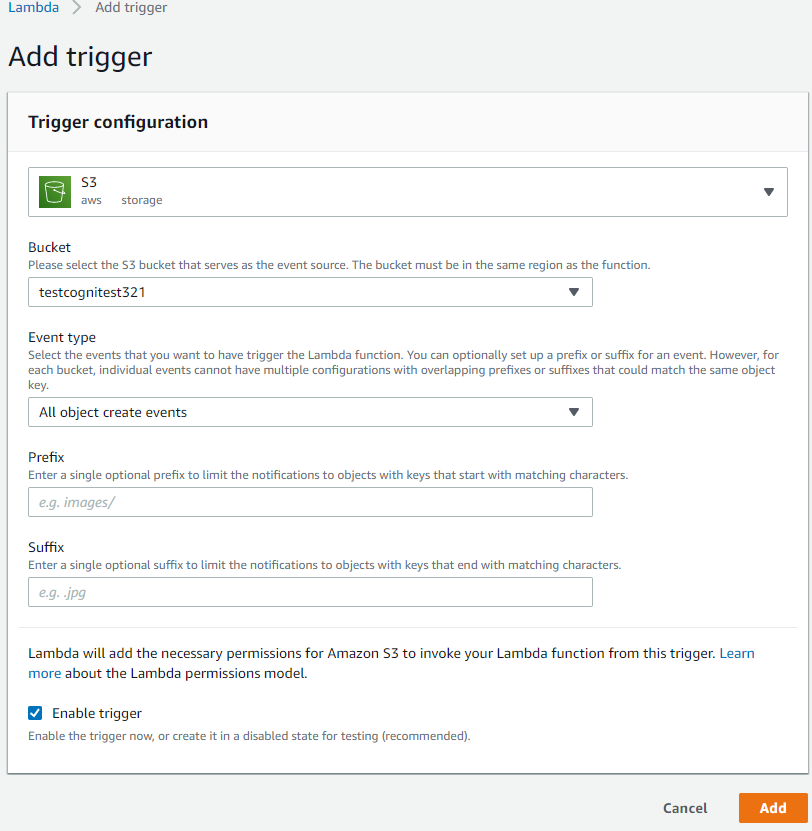 Lambda > Add trigger
Add trigger
Trigger configuration
S3
aws storage
Bucket
Please select the S3 bucket that serves as the event source. The bucket must be in the same region as the function.
testcognitest321
Event type
Select the events that you want to have trigger the Lambda function. You can optionally set up a prefix or suffix for an event. However, for
each bucket, individual events cannot have multiple configurations with overlapping prefixes or suffixes that could match the same object
key.
All object create events
Prefix
Enter a single optional prefix to limit the notifications to objects with keys that start with matching characters.
e.g. images/
Suffix
Enter a single optional suffix to limit the notifications to objects with keys that end with matching characters.
e.g. .jpg
Lambda will add the necessary permissions for Amazon S3 to invoke your Lambda function from this trigger. Learn
more about the Lambda permissions model.
Enable trigger
Enable the trigger now, or create it in a disabled state for testing (recommended).
Cancel Add